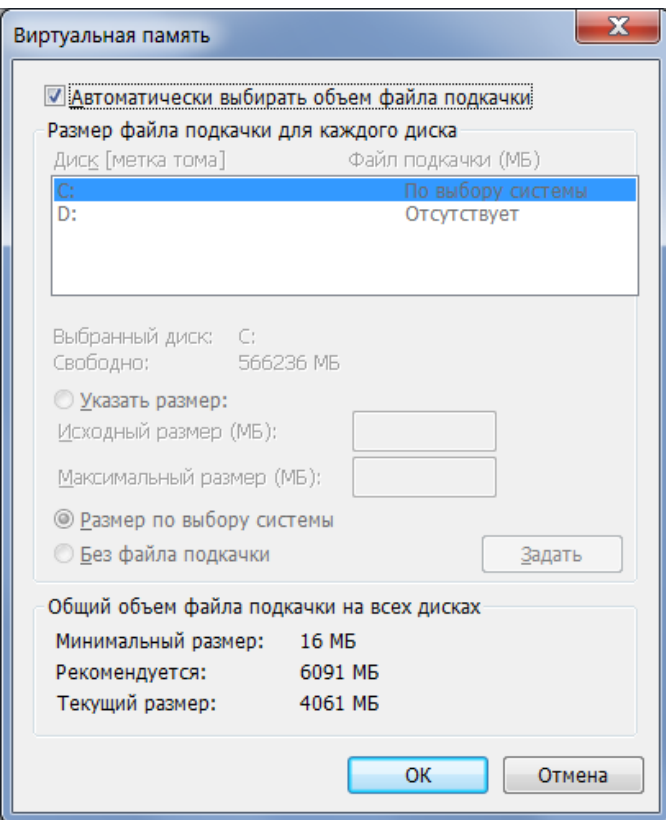 Виртуальная память
Автоматически выбирать объем файла подкачки
Размер файла подкачки для каждого диска
Диск [метка тома] Файл подкачки (МБ)
C: По выбору системы
D: Отсутствует
Выбранный диск: C:
Свободно: 566236 МБ
Указать размер:
Исходный размер (МБ):
Максимальный размер (МБ):
Размер по выбору системы
Без файла подкачки Задать
Общий объем файла подкачки на всех дисках
Минимальный размер: 16 МБ
Рекомендуется: 6091 МБ
Текущий размер: 4061 МБ
ОК Отмена